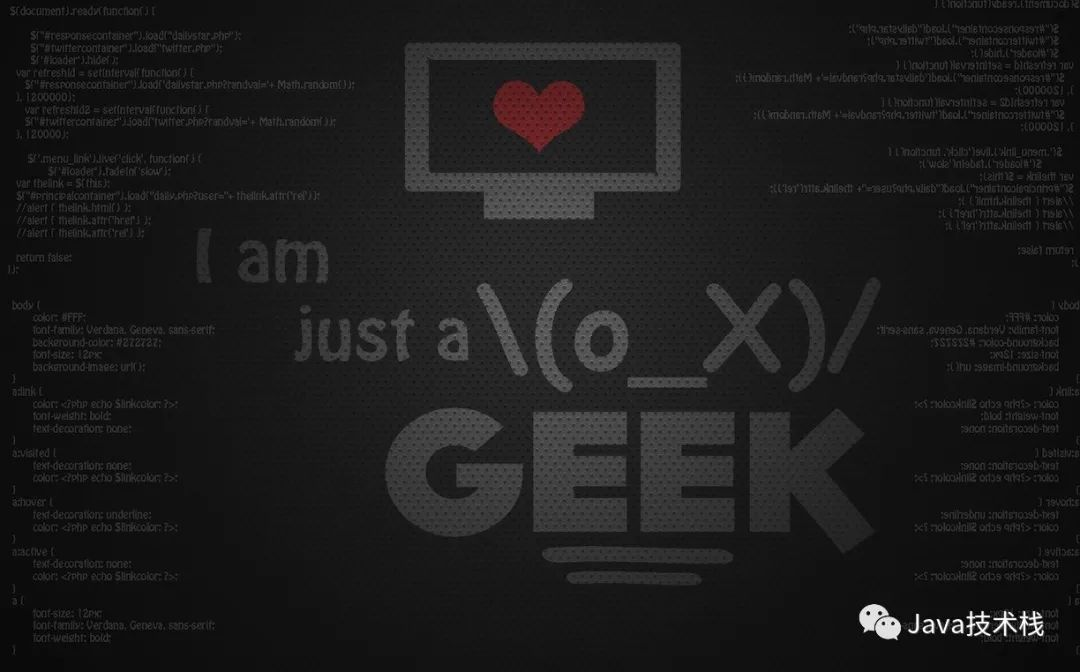 $(document).ready(function() {
$("#responsecontainer").load("dailystar.php");
$("#twittercontainer").load("twitter.php");
$('#loader').hide( );
var refreshId = setInterval(function() {
$("#responsecontainer").load('dailystar.php?randval='+ Math.random());
}, 1200000);
var refreshId2 = setInterval(function() {
$("#twittercontainer").load('twitter.php?randval='+ Math.random( ));
}, 120000);
$('.menu_link').live('click', function( ) {
$('#loader').fadeIn('slow');
var thelink = $(this);
$("#principalcontainer").load("daily.php?user="+ thelink.attr('rel'));
//alert ( thelink.html( ) );
//alert ( thelink.attr('href') );
//alert ( thelink.attr('rel') );
return false;
});
body {
color: #FFF;
font-family: Verdana, Geneva, sans-serif;
background-color: #272727;
font-size: 12px;
background-image: url( );
}
a:link {
color: <?php echo $linkcolor; ?>;
font-weight: bold;
text-decoration: none;
}
a:visited {
text-decoration: none;
color: <?php echo $linkcolor; ?>;
}
a:hover {
text-decoration: underline;
color: <?php echo $linkcolor; ?>;
}
a:active {
text-decoration: none;
color: <?php echo $linkcolor; ?>;
}
a {
font-size: 12px;
font-family: Verdana, Geneva, sans-serif;
font-weight: bold;
}
I am
just a \(o_X)/
GEEK
Java技术栈